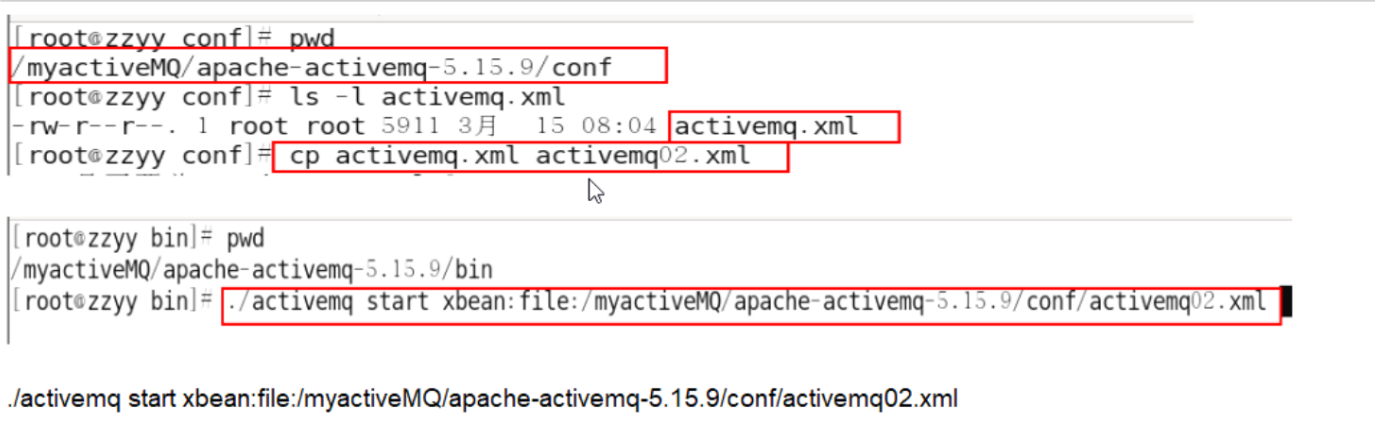 [root@zzyy conf]# pwd
/myactiveMQ/apache-activemq-5.15.9/conf
[root@zzyy conf]# ls -l activemq.xml
-rw-r--r--. 1 root root 5911 3月 15 08:04 activemq.xml
[root@zzyy conf]# cp activemq.xml activemq02.xml
[root@zzyy bin]# pwd
/myactiveMQ/apache-activemq-5.15.9/bin
[root@zzyy bin]# ./activemq start xbean:file:/myactiveMQ/apache-activemq-5.15.9/conf/activemq02.xml
./activemq start xbean:file:/myactiveMQ/apache-activemq-5.15.9/conf/activemq02.xml